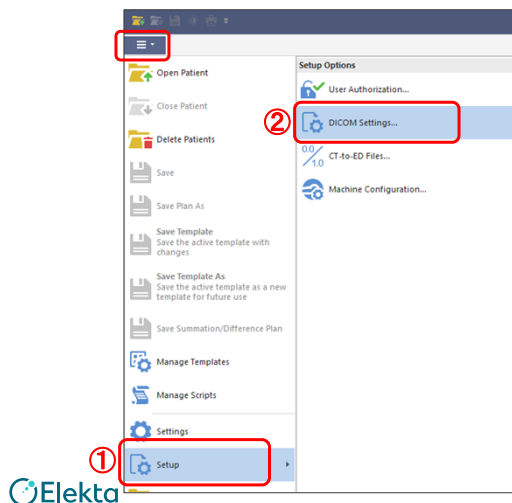 Setup Options
Open Patient
Close Patient
Delete Patients
Save
Save Plan As
Save Template
Save the active template with
changes
Save Template As
Save the active template as a new
template for future use
Save Summation/Difference Plan
Manage Templates
Manage Scripts
Settings
① Setup
User Authorization...
② DICOM Settings...
0.0/1.0 CT-to-ED Files...
Machine Configuration...
Elekta